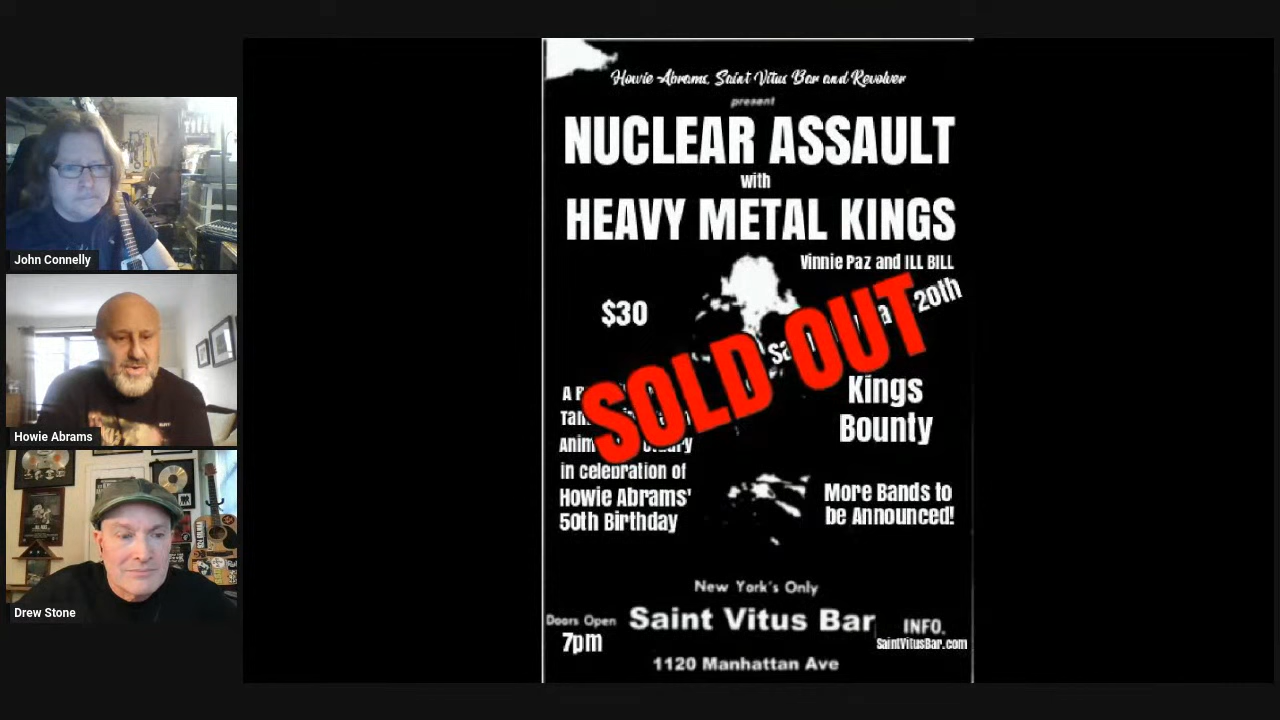 John Connelly
Howie Abrams
Drew Stone
Howie Abrams, Saint Vitus Bar and Revolver
present
NUCLEAR ASSAULT
with
HEAVY METAL KINGS
Vinnie Paz and ILL BILL
$30
20th
SOLD OUT
Kings
Bounty
in celebration of
Howie Abrams'
50th Birthday
More Bands to
be Announced!
New York's Only
Doors Open
7pm
Saint Vitus Bar
INFO.
SaintVitusBar.com
1120 Manhattan Ave